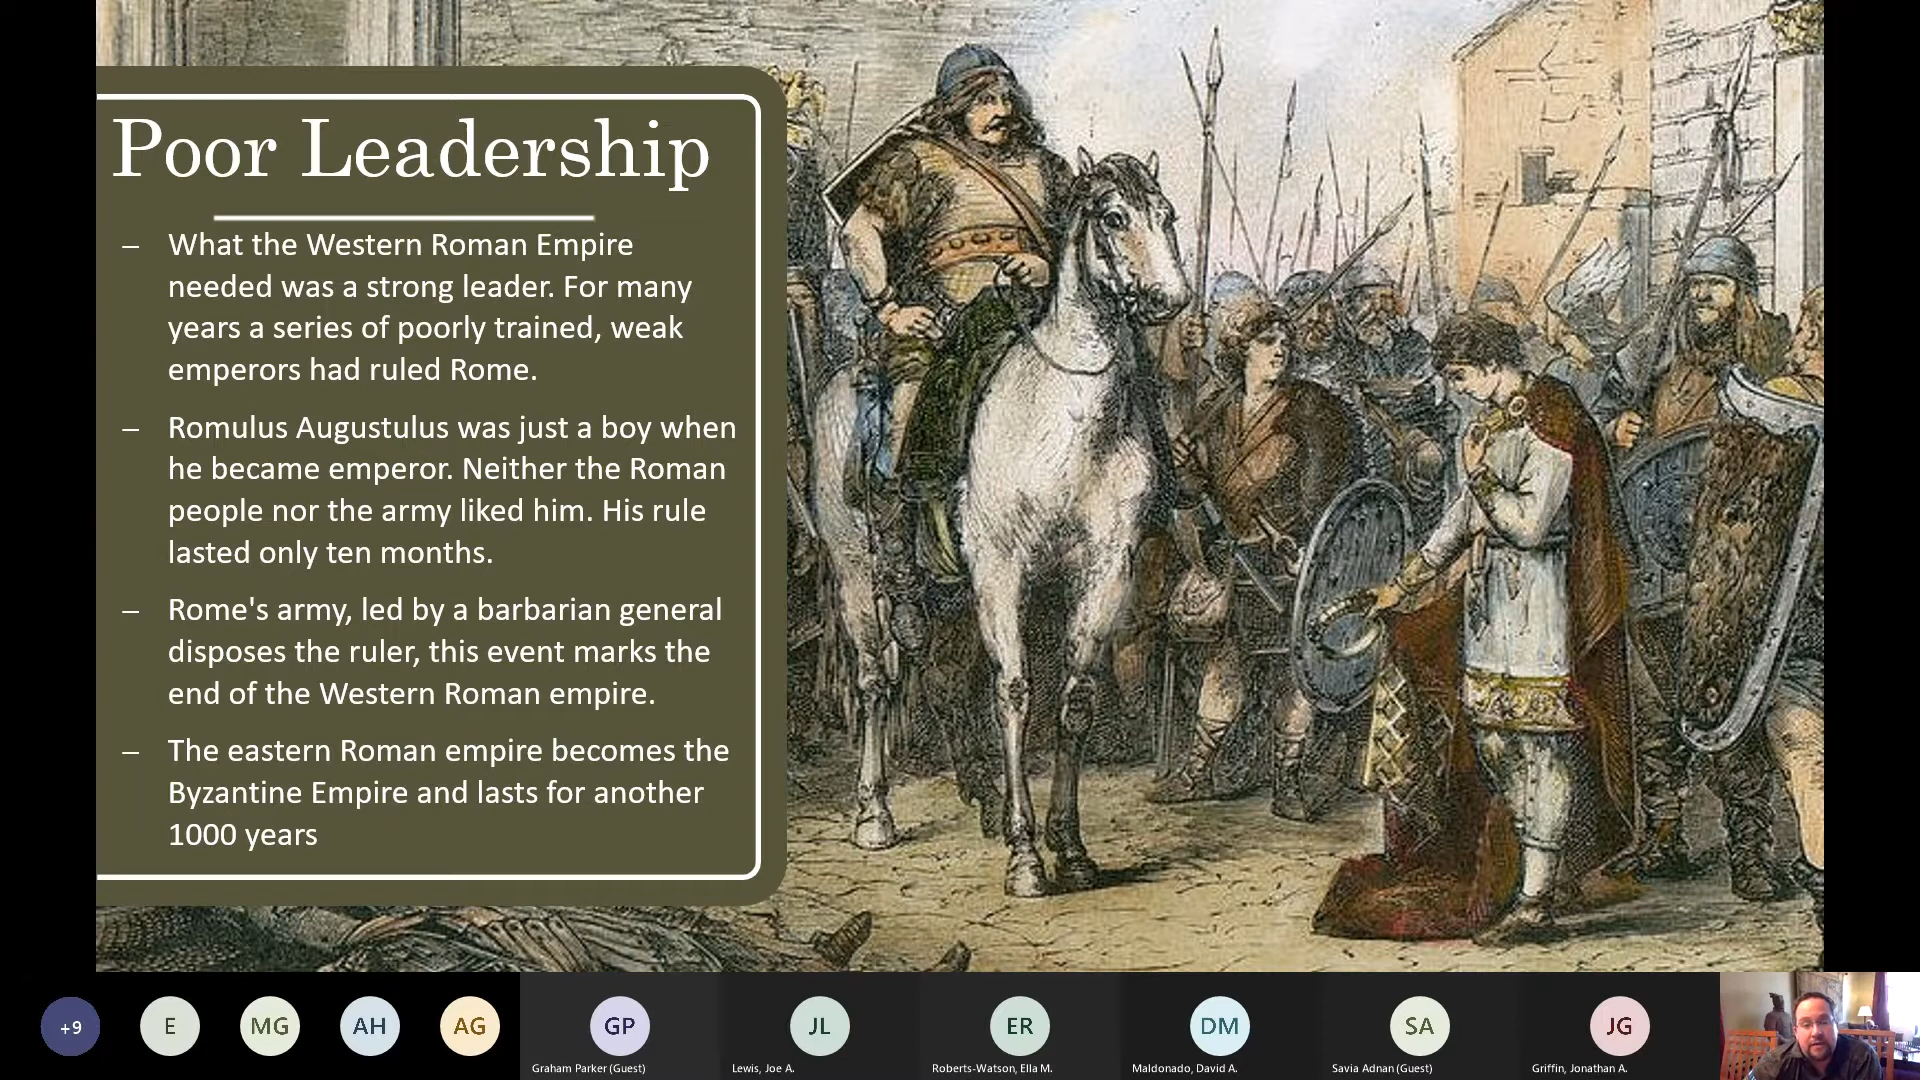 Poor Leadership
– What the Western Roman Empire
needed was a strong leader. For many
years a series of poorly trained, weak
emperors had ruled Rome.
– Romulus Augustulus was just a boy when
he became emperor. Neither the Roman
people nor the army liked him. His rule
lasted only ten months.
– Rome's army, led by a barbarian general
disposes the ruler, this event marks the
end of the Western Roman empire.
– The eastern Roman empire becomes the
Byzantine Empire and lasts for another
1000 years
+9 E MG AH AG GP JL ER DM SA JG
Graham Parker (Guest) Lewis, Joe A. Roberts-Watson, Ella M. Maldonado, David A. Savia Adnan (Guest) Griffin, Jonathan A.